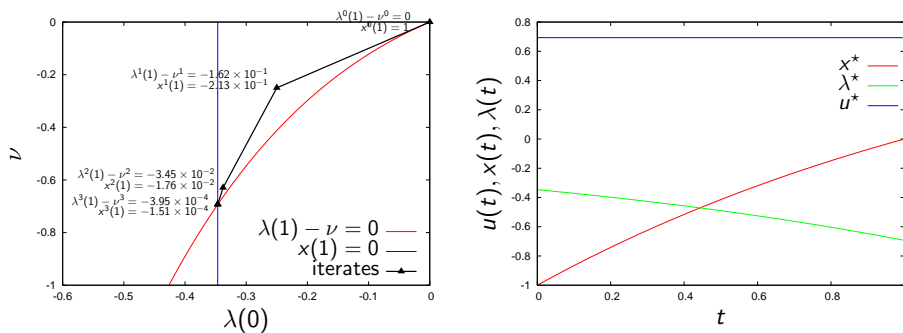 λ⁰(1) − ν⁰ = 0
x⁰(1) = 1
λ¹(1) − ν¹ = −1.62 × 10⁻¹
x¹(1) = −2.13 × 10⁻¹
λ²(1) − ν² = −3.45 × 10⁻²
x²(1) = −1.76 × 10⁻²
λ³(1) − ν³ = −3.95 × 10⁻⁴
x³(1) = −1.51 × 10⁻⁴
λ(1) − ν = 0
x(1) = 0
iterates
0
-0.2
-0.4
-0.6
-0.8
-1
ν
-0.6 -0.5 -0.4 -0.3 -0.2 -0.1 0
λ(0)
0.8
0.6
0.4
0.2
0
-0.2
-0.4
-0.6
-0.8
-1
u(t), x(t), λ(t)
x⋆
λ⋆
u⋆
0 0.2 0.4 0.6 0.8
t